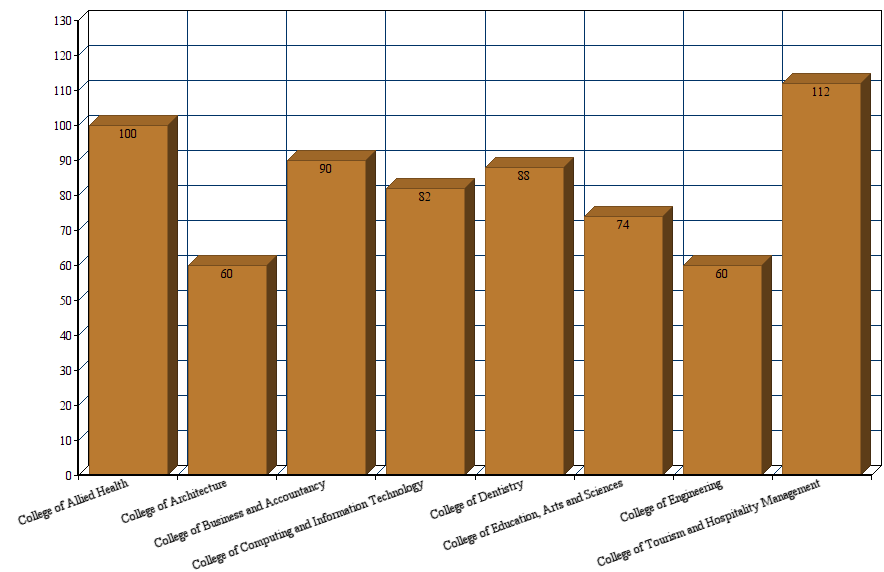 130
120
110
100
90
80
70
60
50
40
30
20
10
0
100
60
90
82
88
74
60
112
College of Allied Health
College of Architecture
College of Business and Accountancy
College of Computing and Information Technology
College of Dentistry
College of Education, Arts and Sciences
College of Engineering
College of Tourism and Hospitality Management